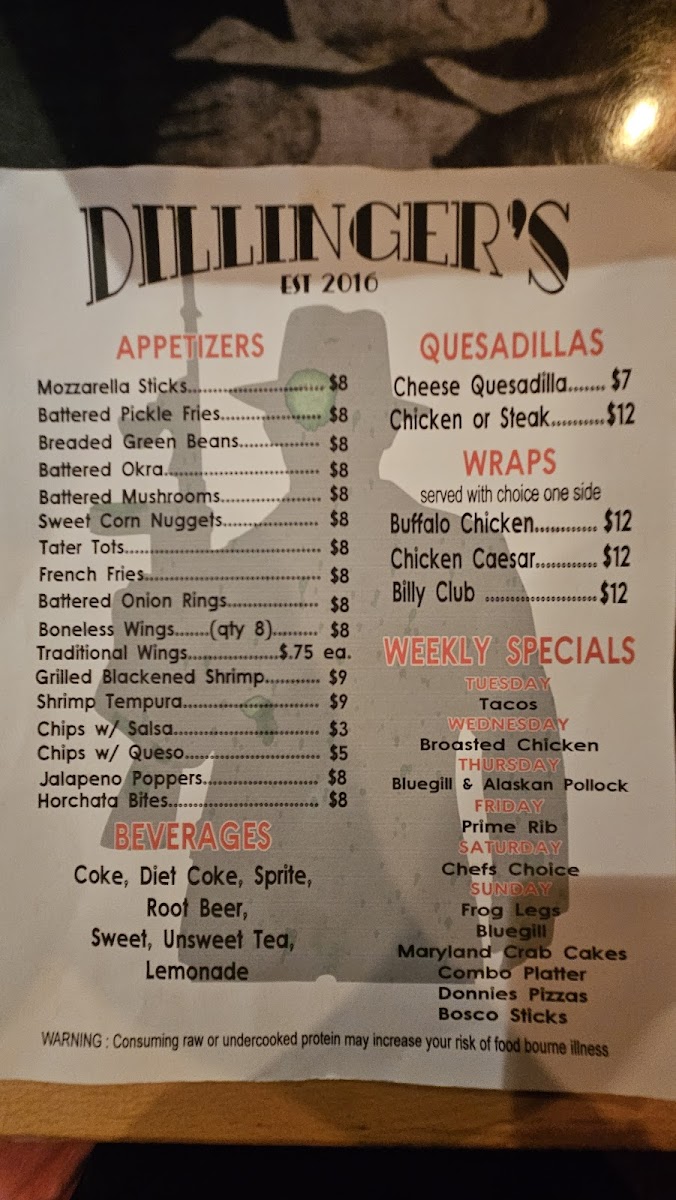 DILLINGER'S
EST 2016
APPETIZERS
Mozzarella Sticks........................... $8
Battered Pickle Fries.................... $8
Breaded Green Beans................ $8
Battered Okra............................... $8
Battered Mushrooms.................... $8
Sweet Corn Nuggets................... $8
Tater Tots....................................... $8
French Fries................................... $8
Battered Onion Rings.................. $8
Boneless Wings.......(qty 8)......... $8
Traditional Wings..................$.75 ea.
Grilled Blackened Shrimp........... $9
Shrimp Tempura........................... $9
Chips w/ Salsa............................. $3
Chips w/ Queso........................... $5
Jalapeno Poppers....................... $8
Horchata Bites.............................. $8
BEVERAGES
Coke, Diet Coke, Sprite,
Root Beer,
Sweet, Unsweet Tea,
Lemonade
QUESADILLAS
Cheese Quesadilla....... $7
Chicken or Steak...........$12
WRAPS
served with choice one side
Buffalo Chicken............ $12
Chicken Caesar............ $12
Billy Club .....................$12
WEEKLY SPECIALS
TUESDAY
Tacos
WEDNESDAY
Broasted Chicken
THURSDAY
Bluegill & Alaskan Pollock
FRIDAY
Prime Rib
SATURDAY
Chefs Choice
SUNDAY
Frog Legs
Bluegill
Maryland Crab Cakes
Combo Platter
Donnies Pizzas
Bosco Sticks
WARNING : Consuming raw or undercooked protein may increase your risk of food bourne illness